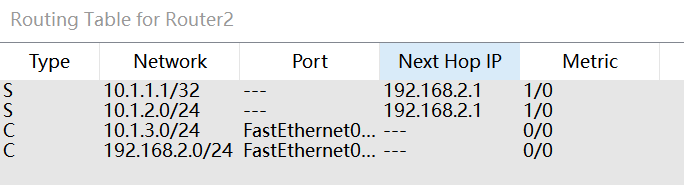 Routing Table for Router2
Type Network Port Next Hop IP Metric
S 10.1.1.1/32 --- 192.168.2.1 1/0
S 10.1.2.0/24 --- 192.168.2.1 1/0
C 10.1.3.0/24 FastEthernet0... --- 0/0
C 192.168.2.0/24 FastEthernet0... --- 0/0